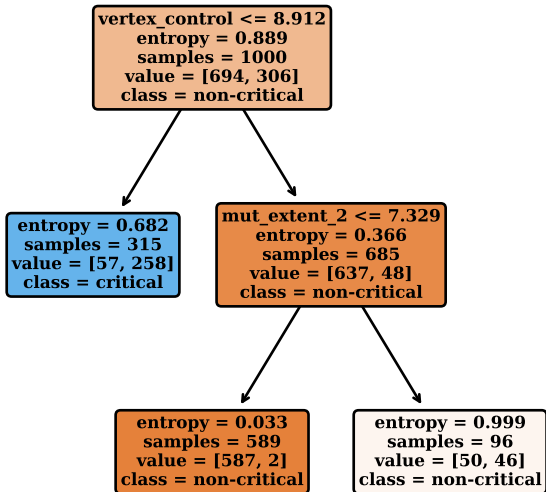 vertex_control <= 8.912
entropy = 0.889
samples = 1000
value = [694, 306]
class = non-critical
entropy = 0.682
samples = 315
value = [57, 258]
class = critical
mut_extent_2 <= 7.329
entropy = 0.366
samples = 685
value = [637, 48]
class = non-critical
entropy = 0.033
samples = 589
value = [587, 2]
class = non-critical
entropy = 0.999
samples = 96
value = [50, 46]
class = non-critical